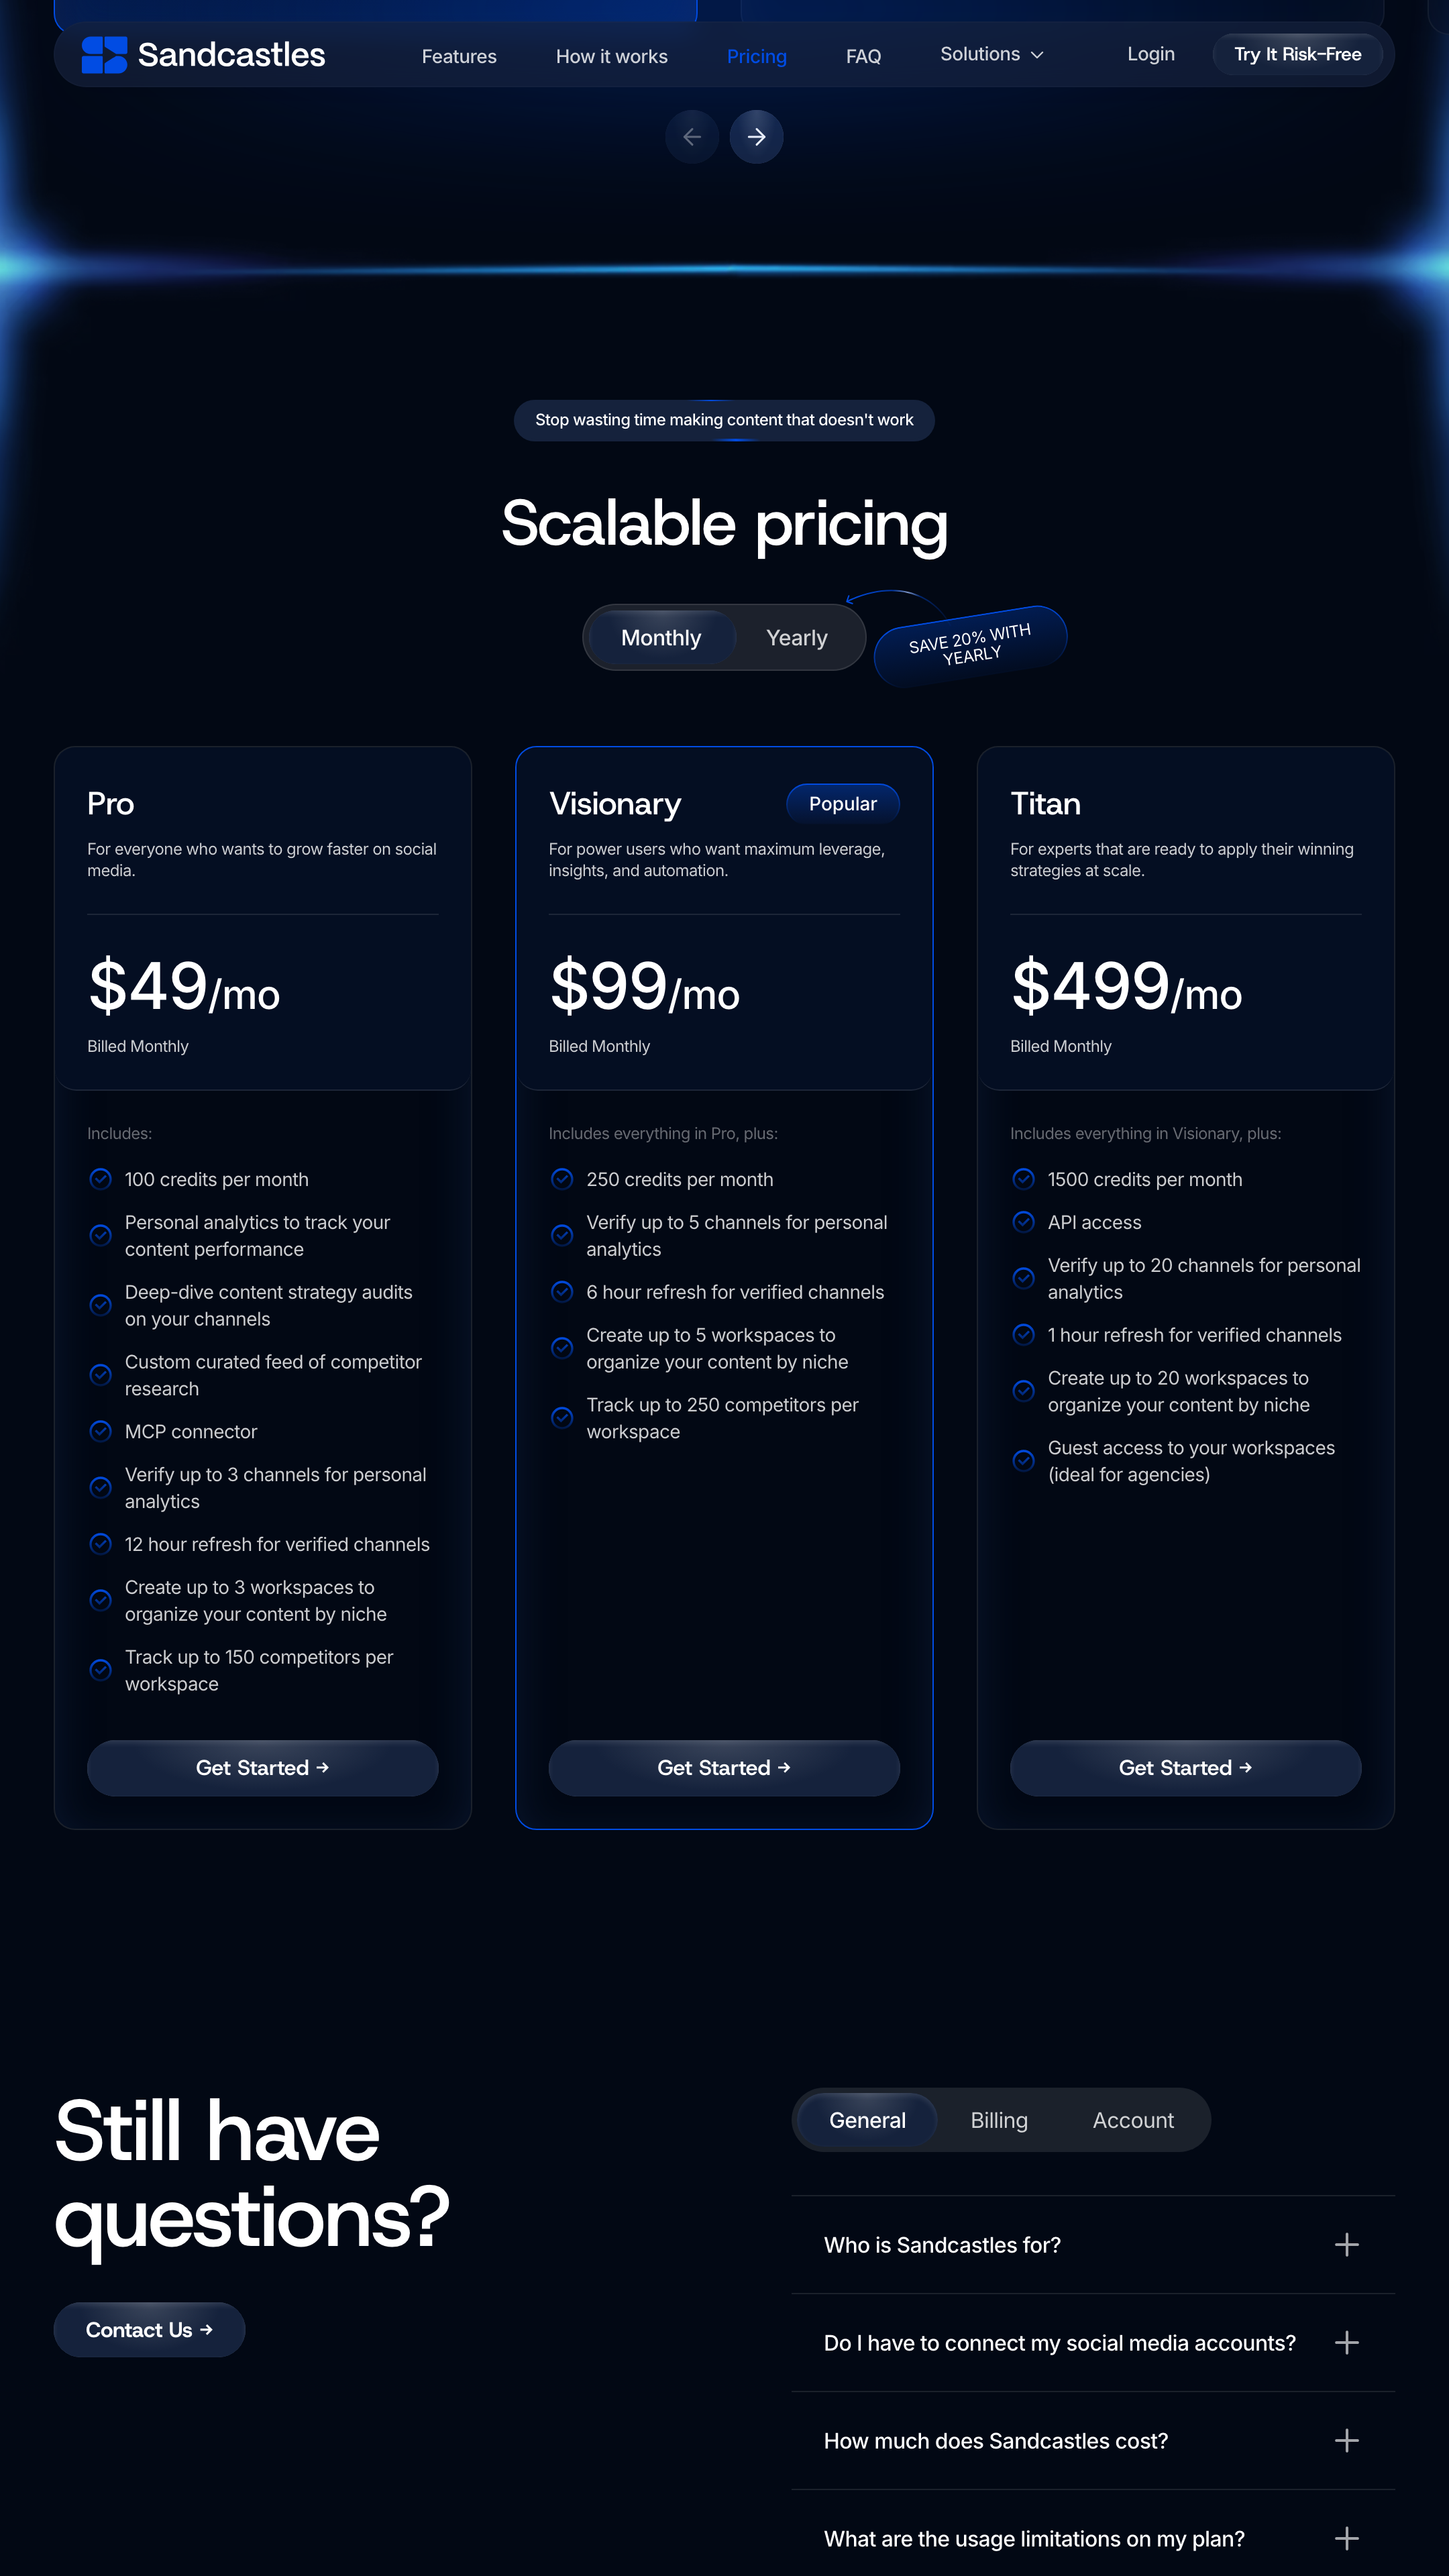 Sandcastles
Features
How it works
Pricing
FAQ
Solutions
Login
Try It Risk-Free
Stop wasting time making content that doesn't work
Scalable pricing
Monthly
Yearly
SAVE 20% WITH
YEARLY
Pro
For everyone who wants to grow faster on social
media.
$49/mo
Billed Monthly
Includes:
100 credits per month
Personal analytics to track your
content performance
Deep-dive content strategy audits
on your channels
Custom curated feed of competitor
research
MCP connector
Verify up to 3 channels for personal
analytics
12 hour refresh for verified channels
Create up to 3 workspaces to
organize your content by niche
Track up to 150 competitors per
workspace
Get Started →
Visionary
Popular
For power users who want maximum leverage,
insights, and automation.
$99/mo
Billed Monthly
Includes everything in Pro, plus:
250 credits per month
Verify up to 5 channels for personal
analytics
6 hour refresh for verified channels
Create up to 5 workspaces to
organize your content by niche
Track up to 250 competitors per
workspace
Get Started →
Titan
For experts that are ready to apply their winning
strategies at scale.
$499/mo
Billed Monthly
Includes everything in Visionary, plus:
1500 credits per month
API access
Verify up to 20 channels for personal
analytics
1 hour refresh for verified channels
Create up to 20 workspaces to
organize your content by niche
Guest access to your workspaces
(ideal for agencies)
Get Started →
Still have
questions?
Contact Us →
General
Billing
Account
Who is Sandcastles for?
Do I have to connect my social media accounts?
How much does Sandcastles cost?
What are the usage limitations on my plan?